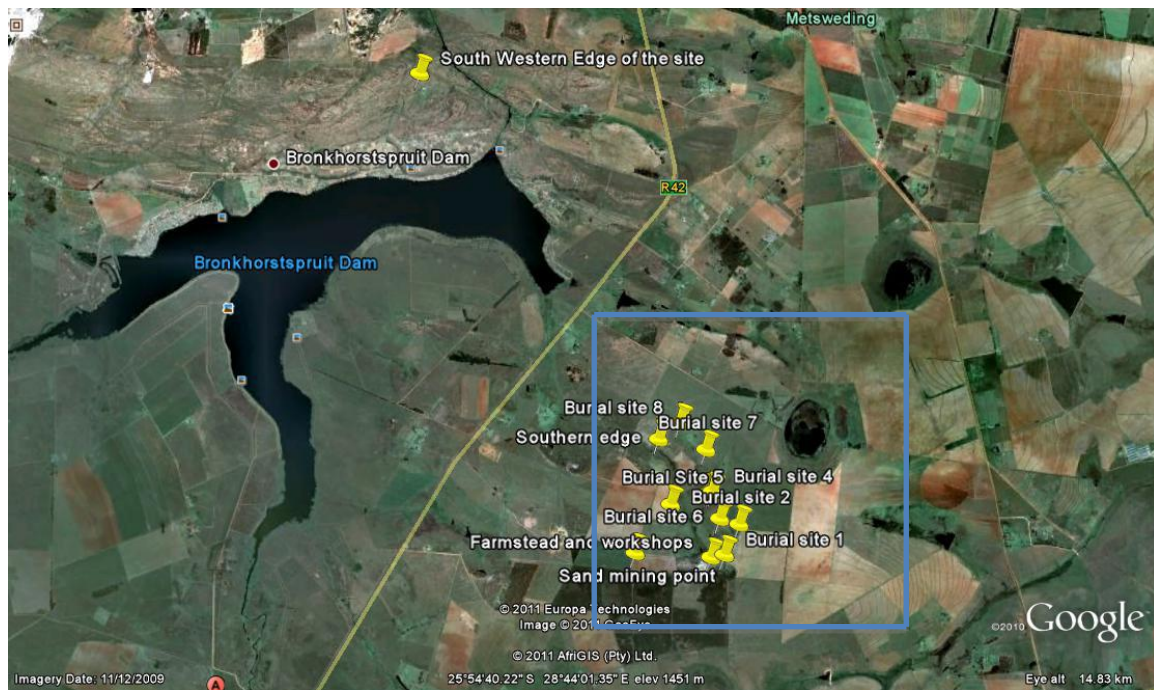 Metsweding
South Western Edge of the site
Bronkhorstspruit Dam
R 42
Bronkhorstspruit Dam
Burial site 8
Burial site 7
Southern edge
Burial Site 5
Burial site 4
Burial site 2
Burial site 6
Farmstead and workshops
Burial site 1
Sand mining point
© 2011 Europa Technologies
Image © 2011 GeoEye
©2010 Google
© 2011 AfriGIS (Pty) Ltd.
Imagery Date: 11/12/2009
A
25°54'40.22" S 28°44'01.35" E elev 1451 m
Eye alt 14.83 km